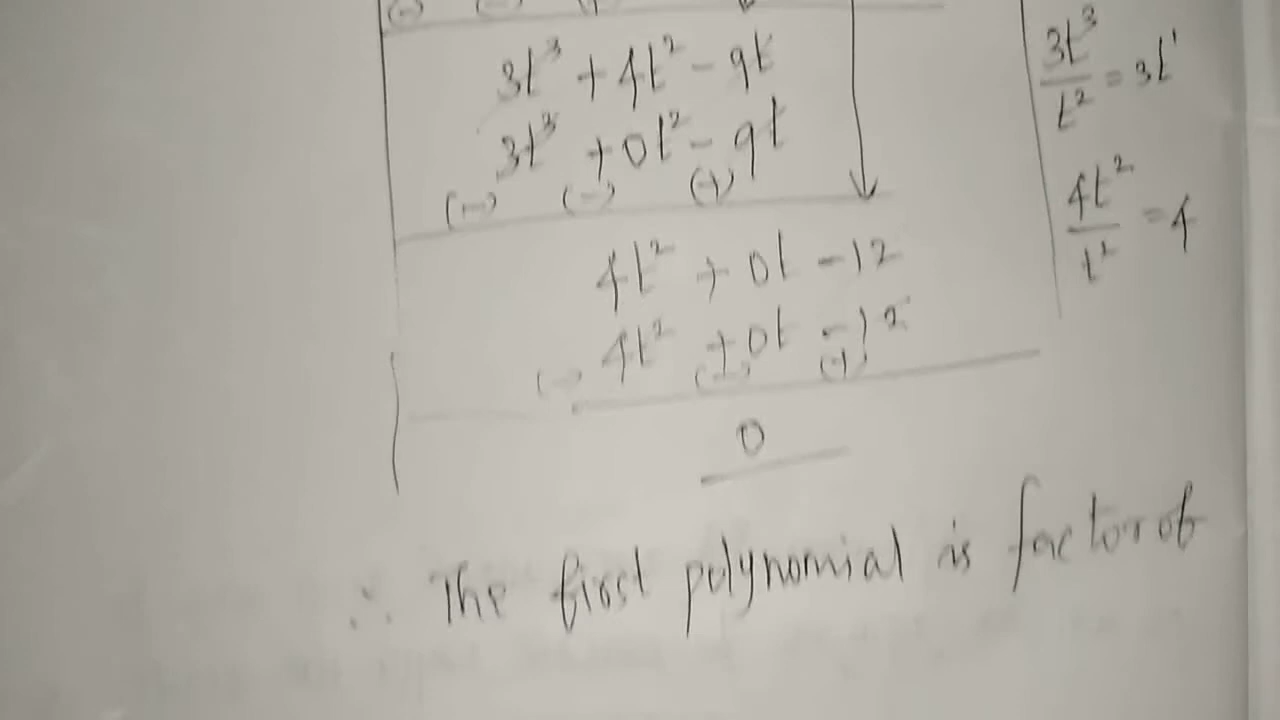 3t³ + 4t² - 9t
3t³ + 0t² - 9t
(-) (-) (+)
4t² + 0t - 12
4t² + 0t - 12
(-) (-) (+)
0
∴ The first polynomial is factor of
3t³/t² = 3t¹
4t²/t² = 4